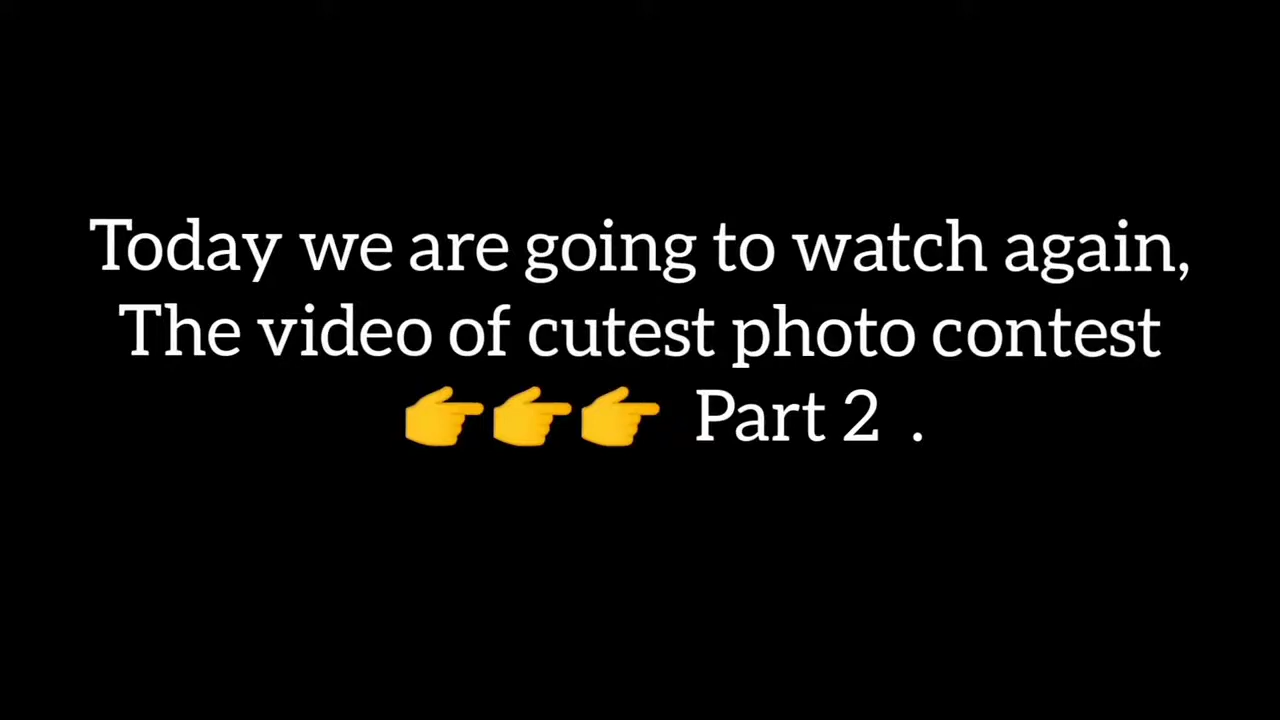 Today we are going to watch again,
The video of cutest photo contest
👉👉👉 Part 2 .